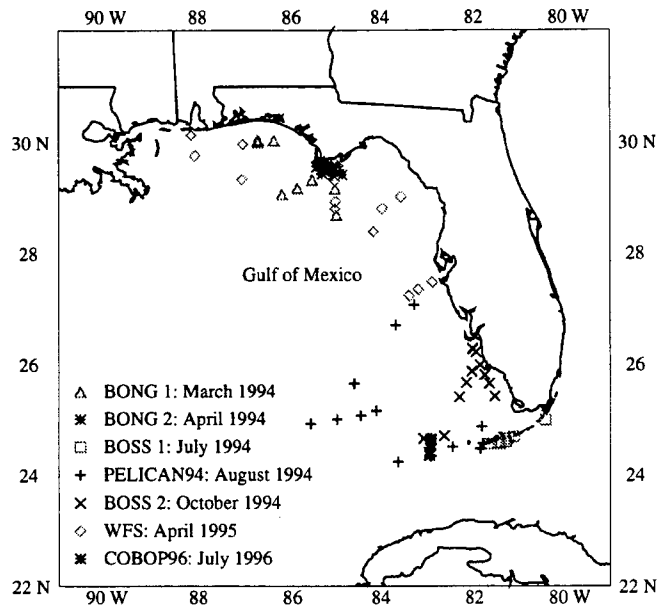 90 W 88 86 84 82 80 W
30 N 30 N
28 28
Gulf of Mexico
26 26
BONG 1: March 1994
BONG 2: April 1994
BOSS 1: July 1994
24 24
PELICAN94: August 1994
BOSS 2: October 1994
WFS: April 1995
COBOP96: July 1996
22 N 22 N
90 W 88 86 84 82 80 W